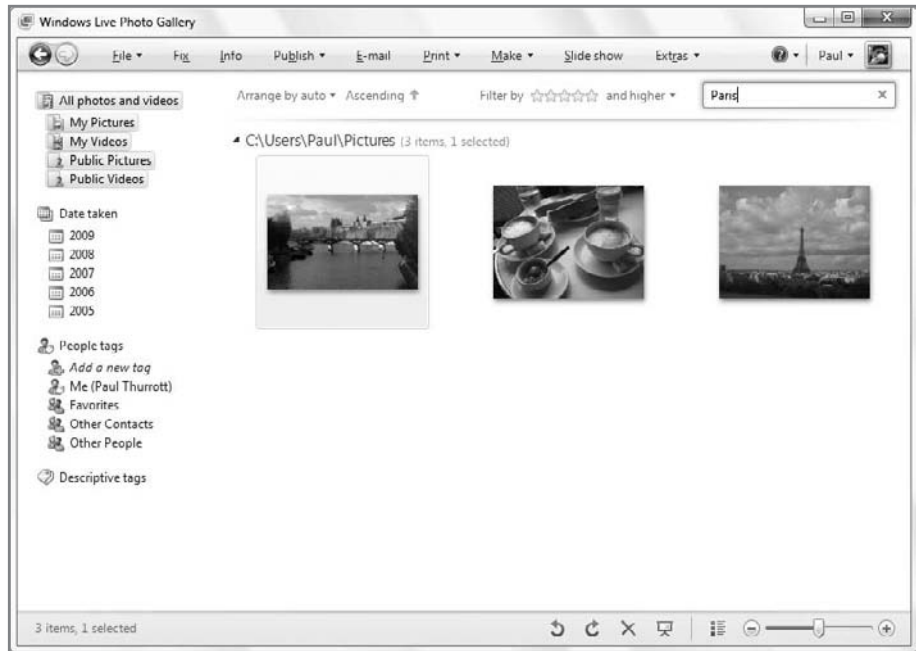 Windows Live Photo Gallery
File Fix Info Publish E-mail Print Make Slide show Extras Paul
All photos and videos
My Pictures
My Videos
Public Pictures
Public Videos
Date taken
2009
2008
2007
2006
2005
People tags
Add a new tag
Me (Paul Thurrott)
Favorites
Other Contacts
Other People
Descriptive tags
Arrange by auto Ascending Filter by and higher Paris
C:\Users\Paul\Pictures (3 items, 1 selected)
3 items, 1 selected